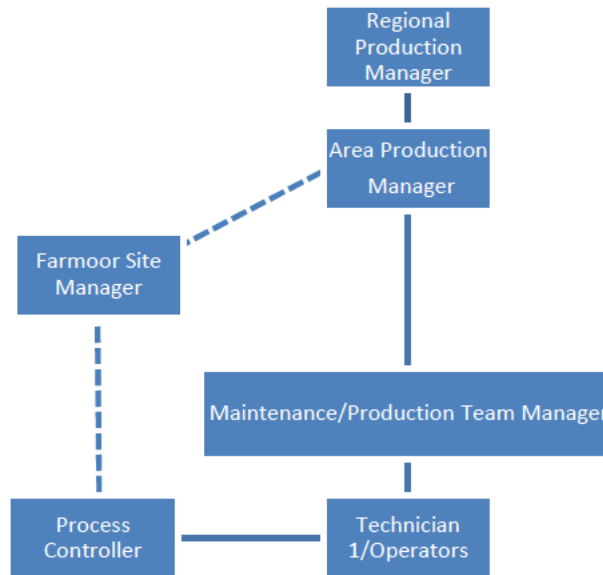 Regional
Production
Manager
Area Production
Manager
Farmoor Site
Manager
Maintenance/Production Team Manager
Process
Controller
Technician
1/Operators